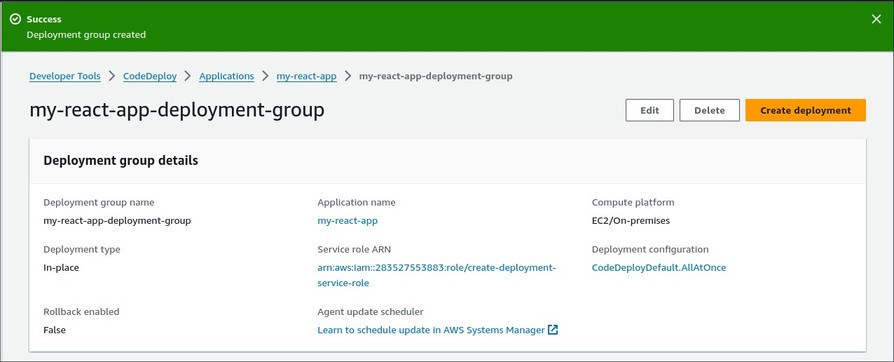 Success
Deployment group created
Developer Tools > CodeDeploy > Applications > my-react-app > my-react-app-deployment-group
my-react-app-deployment-group
Edit
Delete
Create deployment
Deployment group details
Deployment group name
my-react-app-deployment-group
Application name
my-react-app
Compute platform
EC2/On-premises
Deployment type
In-place
Service role ARN
arn:aws:iam::283527553883:role/create-deployment-
service-role
Deployment configuration
CodeDeployDefault.AllAtOnce
Rollback enabled
False
Agent update scheduler
Learn to schedule update in AWS Systems Manager